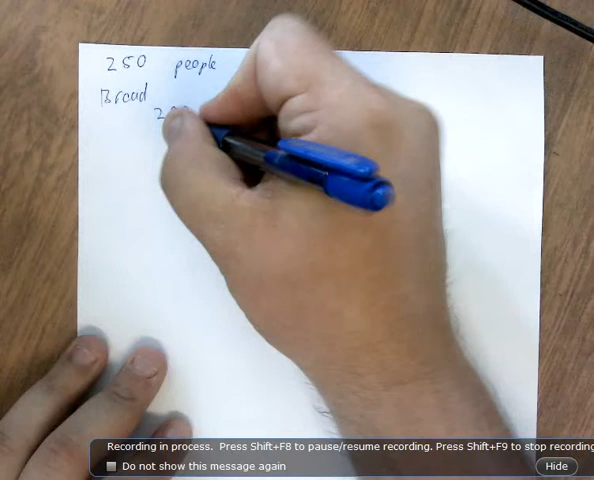 250 people
Bread
Recording in process. Press Shift+F8 to pause/resume recording. Press Shift+F9 to stop recording
Do not show this message again
Hide